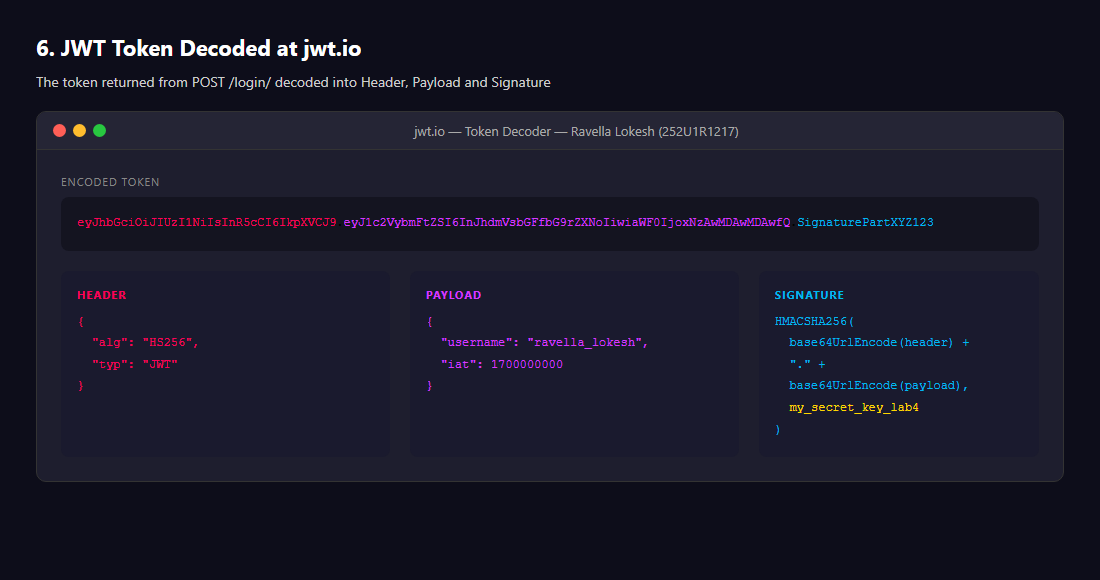 6. JWT Token Decoded at jwt.io
The token returned from POST /login/ decoded into Header, Payload and Signature
jwt.io — Token Decoder — Ravella Lokesh (252U1R1217)
ENCODED TOKEN
eyJhbGciOiJIUzI1NiIsInR5cCI6IkpXVCJ9.eyJ1c2VybmFtZSI6InJhdmVsbGFfbG9rZXNoIiwiaWF0IjoxNzAwMDAwMDAwfQ.SignaturePartXYZ123
HEADER
{
"alg": "HS256",
"typ": "JWT"
}
PAYLOAD
{
"username": "ravella_lokesh",
"iat": 1700000000
}
SIGNATURE
HMACSHA256(
base64UrlEncode(header) +
"." +
base64UrlEncode(payload),
my_secret_key_lab4
)